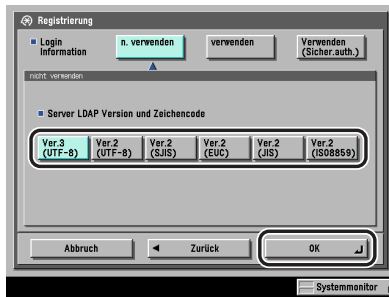 Registrierung
Login
Information
n. verwenden
verwenden
Verwenden
(Sicher.auth.)
nicht verwenden
Server LDAP Version und Zeichencode
Ver.3
(UTF-8)
Ver.2
(UTF-8)
Ver.2
(SJIS)
Ver.2
(EUC)
Ver.2
(JIS)
Ver.2
(ISO8859)
Abbruch
Zurück
OK
Systemmonitor